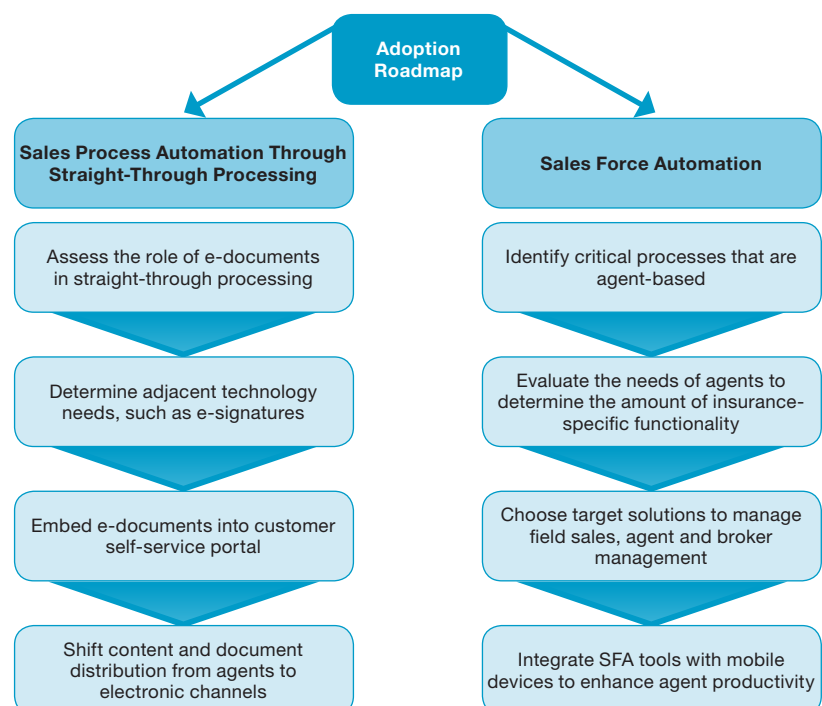 Adoption
Roadmap
Sales Process Automation Through
Straight-Through Processing
Assess the role of e-documents
in straight-through processing
Determine adjacent technology
needs, such as e-signatures
Embed e-documents into customer
self-service portal
Shift content and document
distribution from agents to
electronic channels
Sales Force Automation
Identify critical processes that are
agent-based
Evaluate the needs of agents to
determine the amount of insurance-
specific functionality
Choose target solutions to manage
field sales, agent and broker
management
Integrate SFA tools with mobile
devices to enhance agent productivity